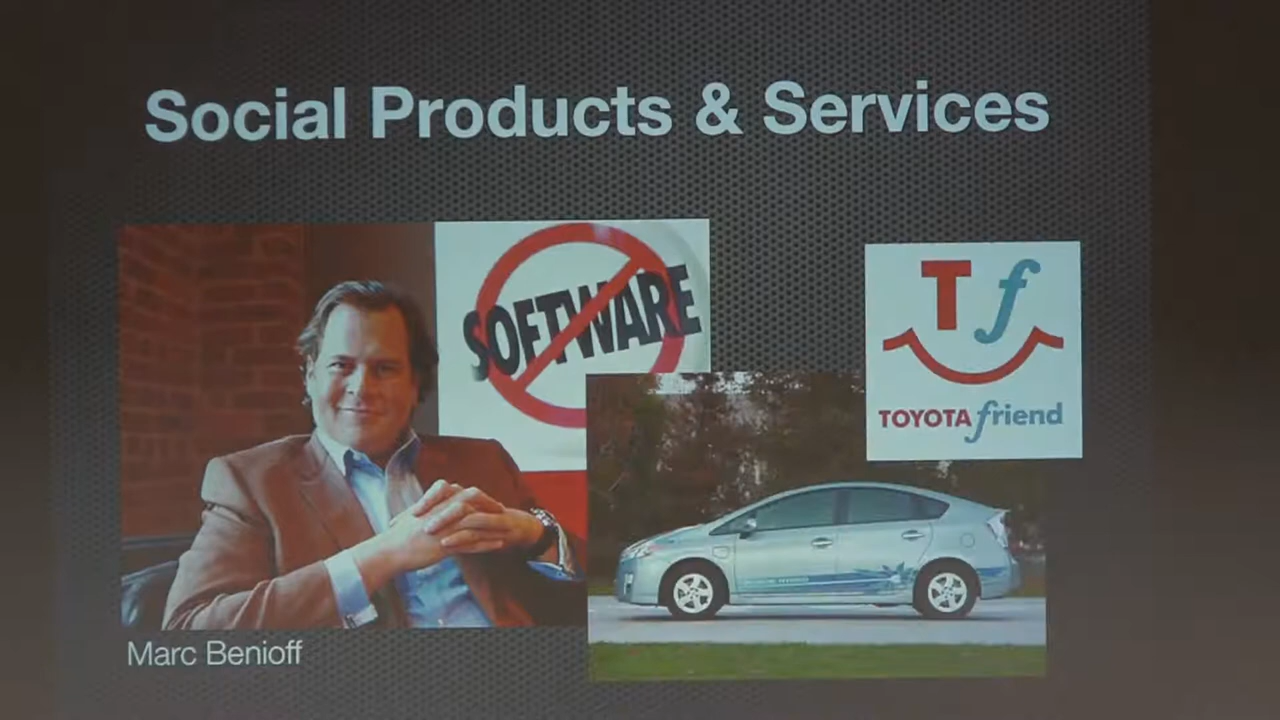 Social Products & Services
SOFTWARE
Tf
TOYOTA friend
Marc Benioff